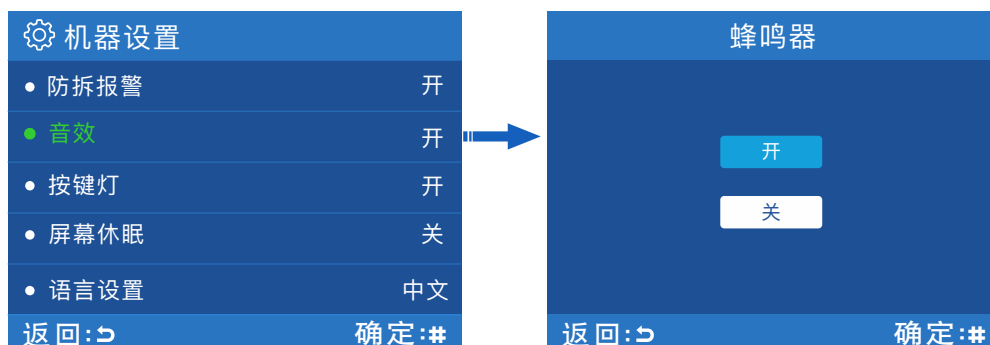 机器设置
防拆报警 开
音效 开
按键灯 开
屏幕休眠 关
语言设置 中文
返回:⮌ 确定:#
蜂鸣器
开
关
返回:⮌ 确定:#